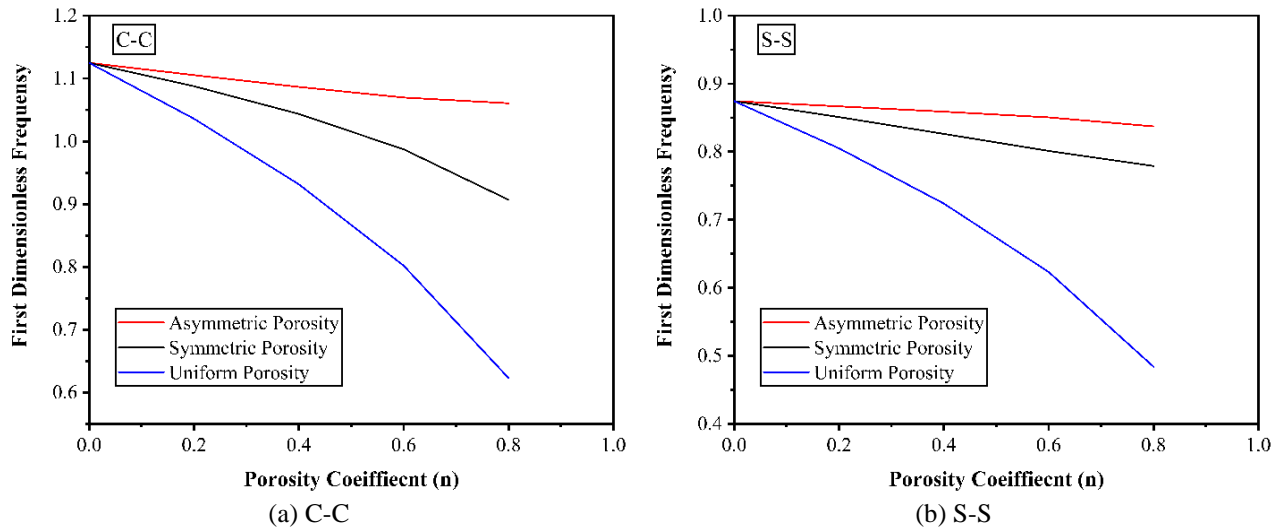 C-C
1.2
1.1
1.0
0.9
0.8
0.7
0.6
First Dimensionless Frequensy
Asymmetric Porosity
Symmetric Porosity
Uniform Porosity
0.0 0.2 0.4 0.6 0.8 1.0
Porosity Coeiffiecnt (n)
(a) C-C
S-S
1.0
0.9
0.8
0.7
0.6
0.5
0.4
First Dimensionless Frequensy
Asymmetric Porosity
Symmetric Porosity
Uniform Porosity
0.0 0.2 0.4 0.6 0.8 1.0
Porosity Coeiffiecnt (n)
(b) S-S